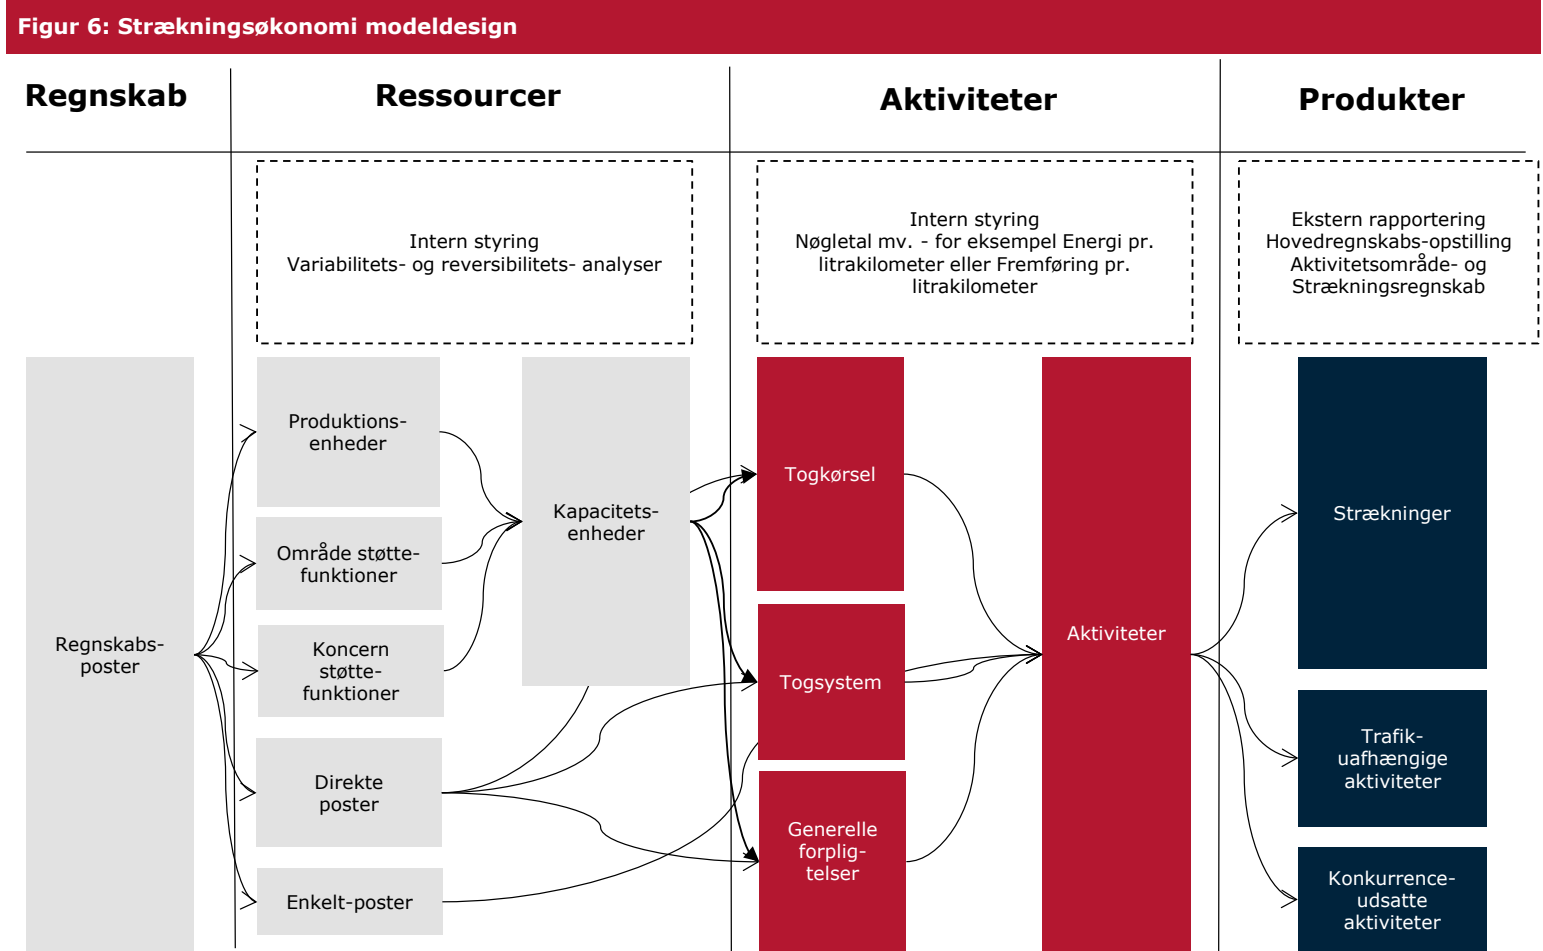 Figur 6: Strækningsøkonomi modeldesign
Regnskab
Ressourcer
Aktiviteter
Produkter
Intern styring
Variabilitets- og reversibilitets- analyser
Intern styring
Nøgletal mv. - for eksempel Energi pr.
litrakilometer eller Fremføring pr.
litrakilometer
Ekstern rapportering
Hovedregnskabs-opstilling
Aktivitetsområde- og
Strækningsregnskab
Regnskabs-
poster
Produktions-
enheder
Område støtte-
funktioner
Koncern
støtte-
funktioner
Direkte
poster
Enkelt-poster
Kapacitets-
enheder
Togkørsel
Togsystem
Generelle
forplig-
telser
Aktiviteter
Strækninger
Trafik-
uafhængige
aktiviteter
Konkurrence-
udsatte
aktiviteter